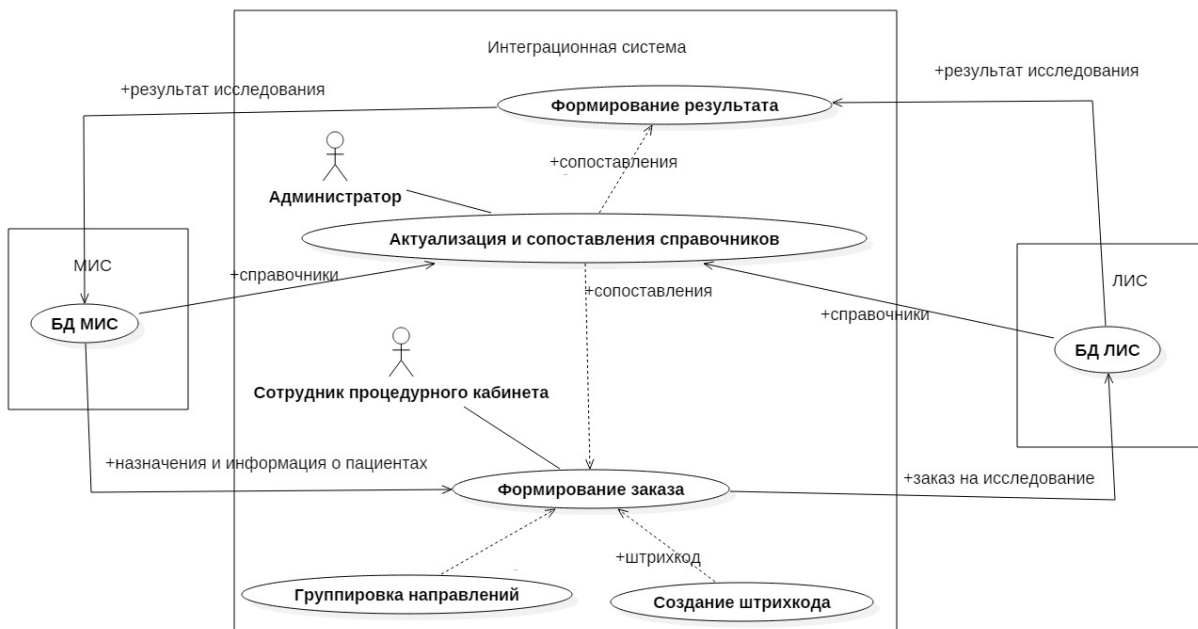 Интеграционная система
+результат исследования
+результат исследования
Формирование результата
+сопоставления
Администратор
Актуализация и сопоставления справочников
МИС
+справочники
ЛИС
+сопоставления
+справочники
БД МИС
БД ЛИС
Сотрудник процедурного кабинета
+назначения и информация о пациентах
Формирование заказа
+заказ на исследование
+штрихкод
Группировка направлений
Создание штрихкода